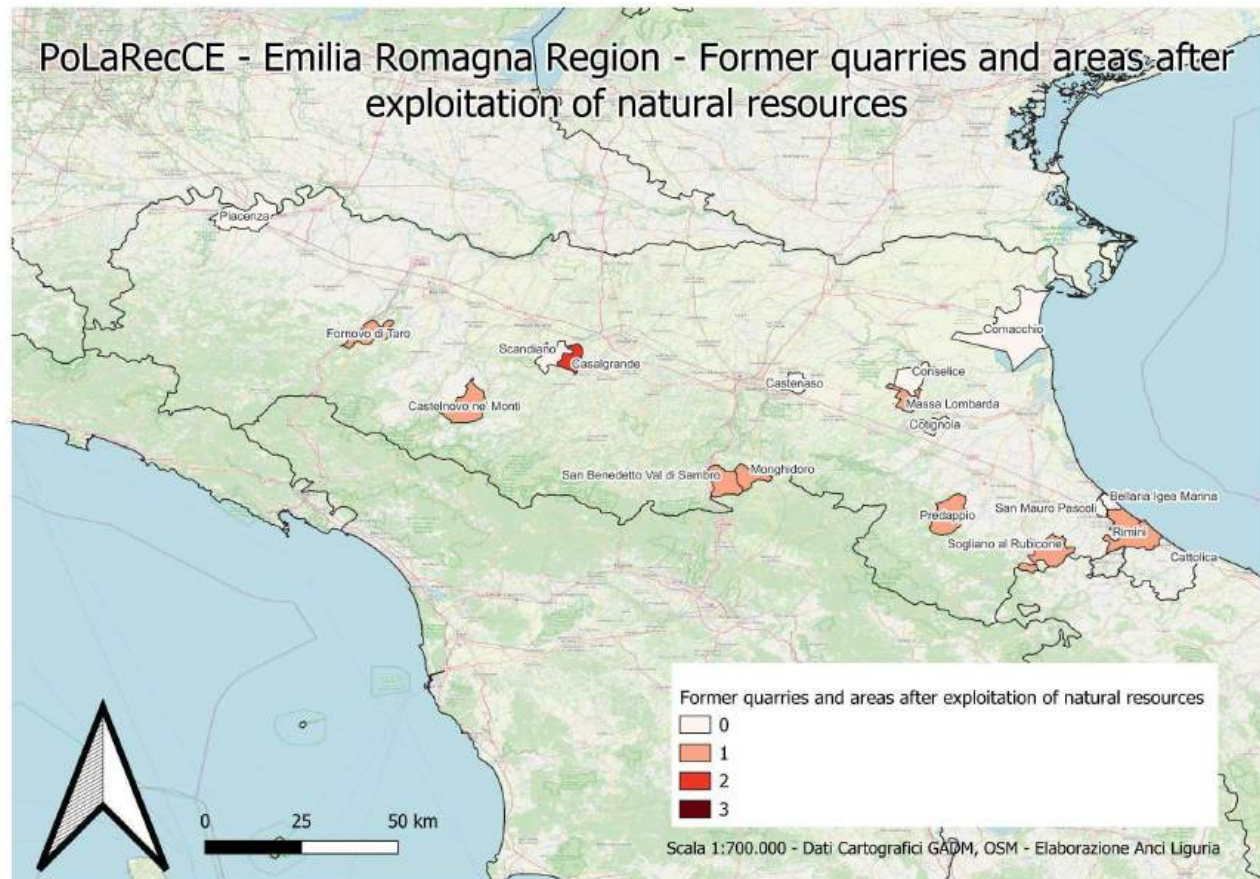 PoLaRecCE - Emilia Romagna Region - Former quarries and areas after
exploitation of natural resources
Piacenza
Comacchio
Fornovo di Taro
Scandiano
Casalgrande
Conselice
Castenaso
Castelnovo ne' Monti
Massa Lombarda
Cotignola
San Benedetto Val di Sambro
Monghidoro
Bellaria Igea Marina
San Mauro Pascoli
Predappio
Rimini
Sogliano al Rubicone
Cattolica
Former quarries and areas after exploitation of natural resources
0
1
2
3
0 25 50 km
Scala 1:700.000 - Dati Cartografici GADM, OSM - Elaborazione Anci Liguria